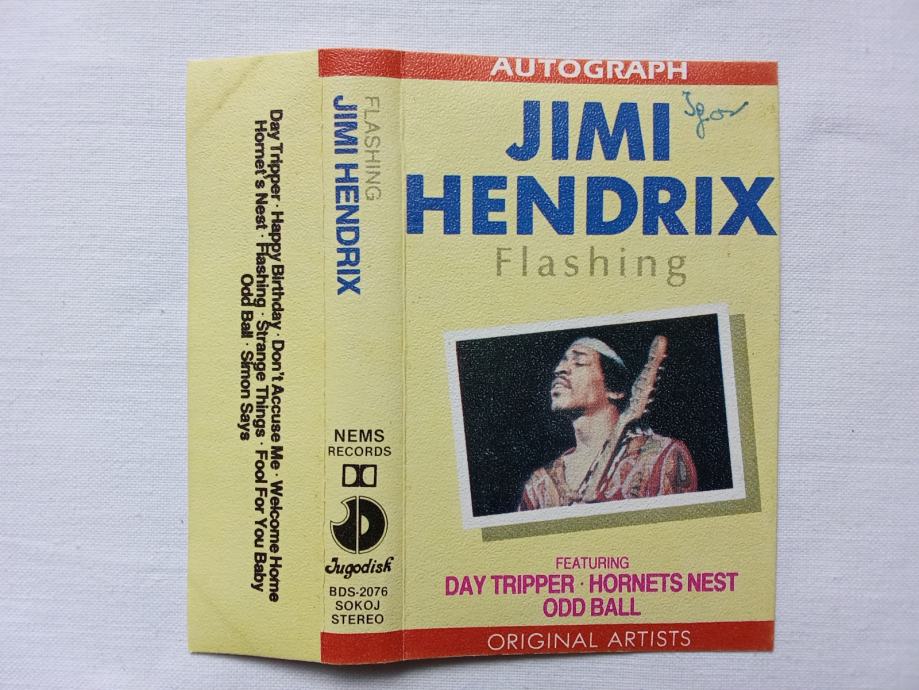 AUTOGRAPH
JIMI
Igor
HENDRIX
Flashing
FEATURING
DAY TRIPPER · HORNETS NEST
ODD BALL
ORIGINAL ARTISTS
FLASHING
JIMI HENDRIX
NEMS
RECORDS
Jugodisk
BDS-2076
SOKOJ
STEREO
Day Tripper · Happy Birthday · Don't Accuse Me · Welcome Home
Hornet's Nest · Flashing · Strange Things · Fool For You Baby
Odd Ball · Simon Says